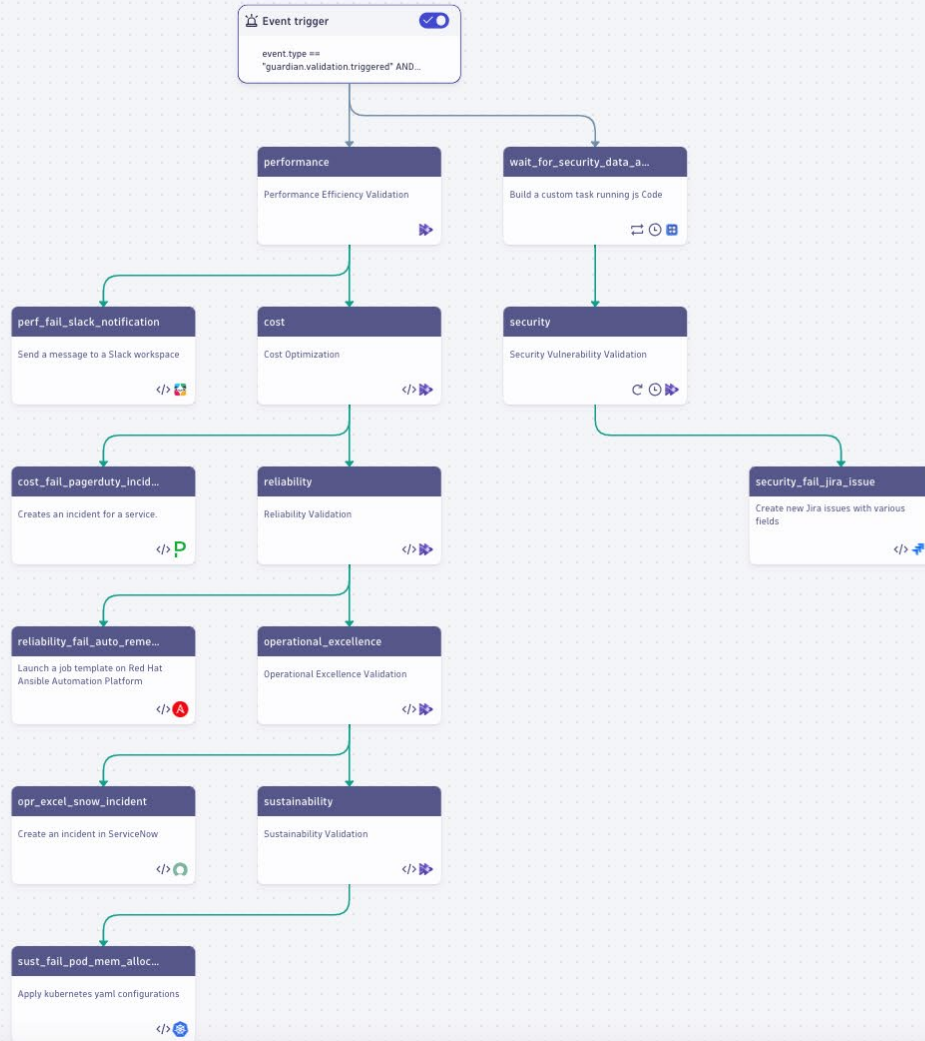 Event trigger
event.type ==
"guardian.validation.triggered" AND...
performance
Performance Efficiency Validation
wait_for_security_data_a...
Build a custom task running js Code
perf_fail_slack_notification
Send a message to a Slack workspace
</>
cost
Cost Optimization
</>
security
Security Vulnerability Validation
cost_fail_pagerduty_incid...
Creates an incident for a service.
</> P
reliability
Reliability Validation
</>
security_fail_jira_issue
Create new Jira issues with various
fields
</>
reliability_fail_auto_reme...
Launch a job template on Red Hat
Ansible Automation Platform
</> A
operational_excellence
Operational Excellence Validation
</>
opr_excel_snow_incident
Create an incident in ServiceNow
</>
sustainability
Sustainability Validation
</>
sust_fail_pod_mem_alloc...
Apply kubernetes yaml configurations
</>